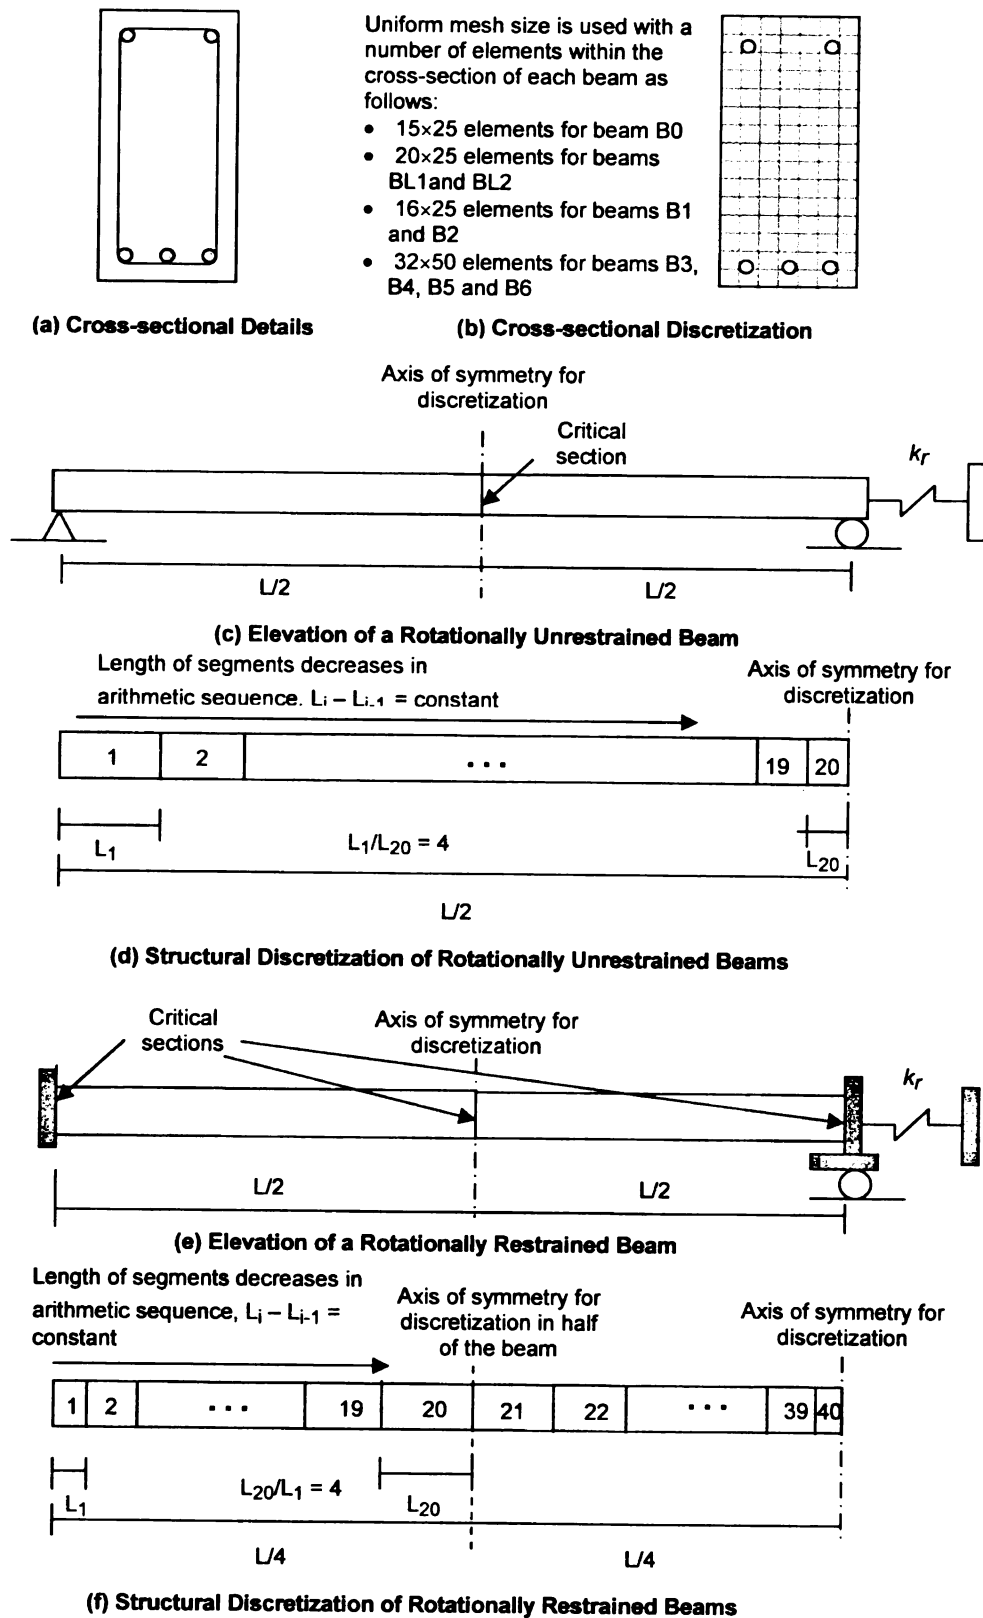 Uniform mesh size is used with a
number of elements within the
cross-section of each beam as
follows:
• 15×25 elements for beam B0
• 20×25 elements for beams
BL1and BL2
• 16×25 elements for beams B1
and B2
• 32×50 elements for beams B3,
B4, B5 and B6
(a) Cross-sectional Details
(b) Cross-sectional Discretization
Axis of symmetry for
discretization
Critical
section
kr
L/2
L/2
(c) Elevation of a Rotationally Unrestrained Beam
Length of segments decreases in
arithmetic sequence. Li – Li-1 = constant
Axis of symmetry for
discretization
1
2
...
19
20
L1
L1/L20 = 4
L20
L/2
(d) Structural Discretization of Rotationally Unrestrained Beams
Critical
sections
Axis of symmetry for
discretization
kr
L/2
L/2
(e) Elevation of a Rotationally Restrained Beam
Length of segments decreases in
arithmetic sequence, Li – Li-1 =
constant
Axis of symmetry for
discretization in half
of the beam
Axis of symmetry for
discretization
1
2
...
19
20
21
22
...
39
40
L1
L20/L1 = 4
L20
L/4
L/4
(f) Structural Discretization of Rotationally Restrained Beams